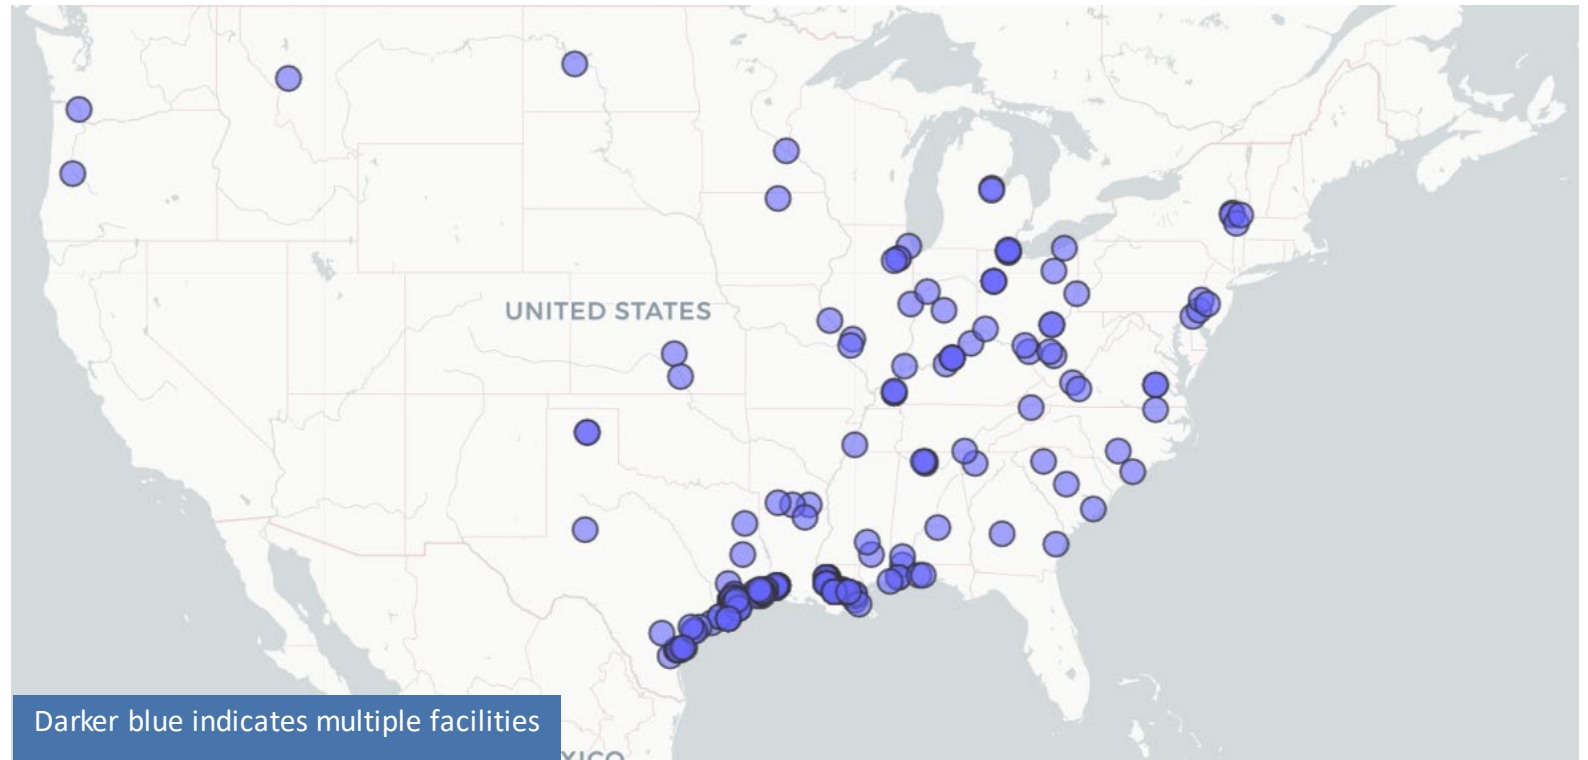 UNITED STATES
Darker blue indicates multiple facilities